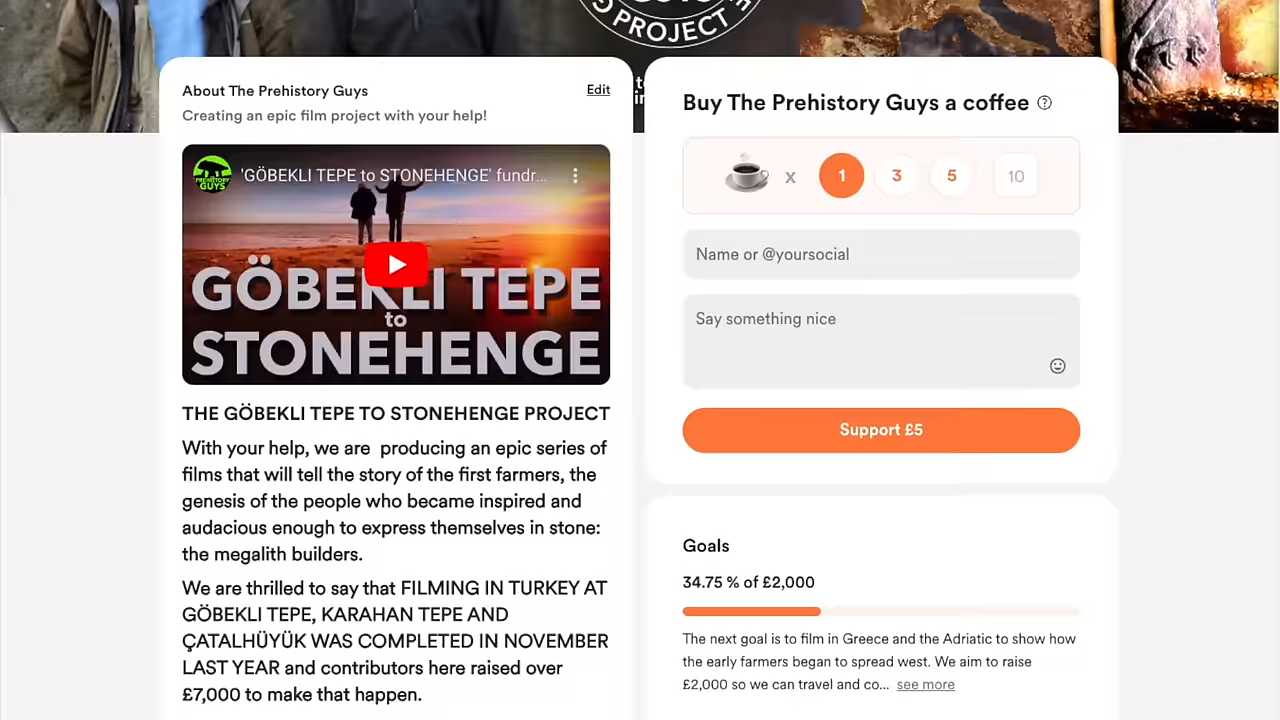 PROJECT
About The Prehistory Guys
Edit
Creating an epic film project with your help!
PREHISTORY
GUYS
'GÖBEKLI TEPE to STONEHENGE' fundr...
GÖBEKLI TEPE
to
STONEHENGE
THE GÖBEKLI TEPE TO STONEHENGE PROJECT
With your help, we are producing an epic series of
films that will tell the story of the first farmers, the
genesis of the people who became inspired and
audacious enough to express themselves in stone:
the megalith builders.
We are thrilled to say that FILMING IN TURKEY AT
GÖBEKLI TEPE, KARAHAN TEPE AND
ÇATALHÜYÜK WAS COMPLETED IN NOVEMBER
LAST YEAR and contributors here raised over
£7,000 to make that happen.
Buy The Prehistory Guys a coffee ?
x 1 3 5 10
Name or @yoursocial
Say something nice
Support £5
Goals
34.75 % of £2,000
The next goal is to film in Greece and the Adriatic to show how
the early farmers began to spread west. We aim to raise
£2,000 so we can travel and co... see more